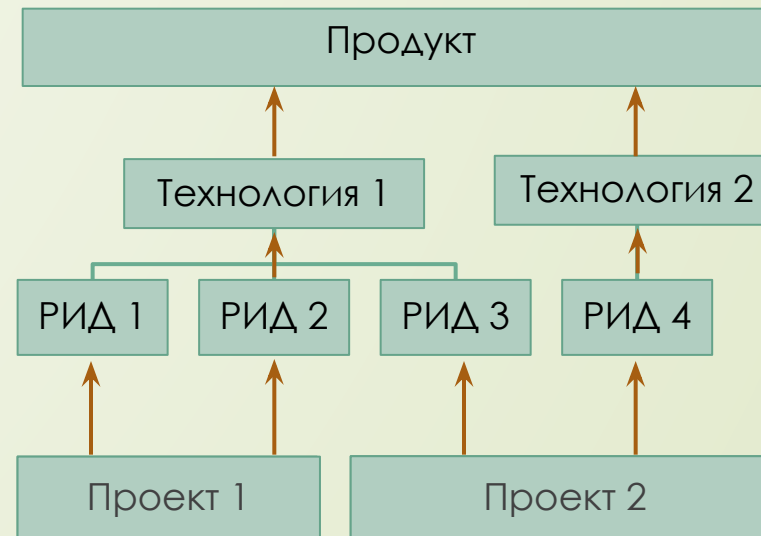 Продукт
Технология 1
Технология 2
РИД 1
РИД 2
РИД 3
РИД 4
Проект 1
Проект 2